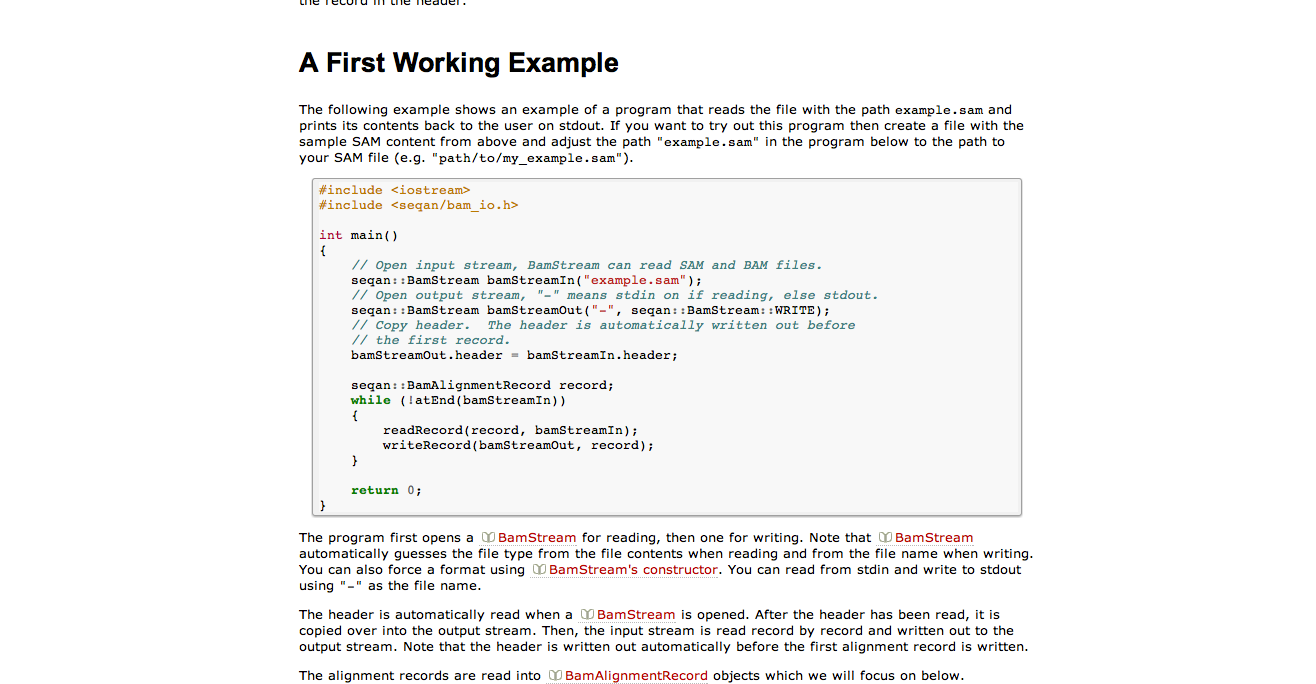 the record in the header.
A First Working Example
The following example shows an example of a program that reads the file with the path example.sam and
prints its contents back to the user on stdout. If you want to try out this program then create a file with the
sample SAM content from above and adjust the path "example.sam" in the program below to the path to
your SAM file (e.g. "path/to/my_example.sam").
#include <iostream>
#include <seqan/bam_io.h>
int main()
{
    // Open input stream, BamStream can read SAM and BAM files.
    seqan::BamStream bamStreamIn("example.sam");
    // Open output stream, "-" means stdin on if reading, else stdout.
    seqan::BamStream bamStreamOut("-", seqan::BamStream::WRITE);
    // Copy header.  The header is automatically written out before
    // the first record.
    bamStreamOut.header = bamStreamIn.header;
    seqan::BamAlignmentRecord record;
    while (!atEnd(bamStreamIn))
    {
        readRecord(record, bamStreamIn);
        writeRecord(bamStreamOut, record);
    }
    return 0;
}
The program first opens a BamStream for reading, then one for writing. Note that BamStream
automatically guesses the file type from the file contents when reading and from the file name when writing.
You can also force a format using BamStream's constructor. You can read from stdin and write to stdout
using "-" as the file name.
The header is automatically read when a BamStream is opened. After the header has been read, it is
copied over into the output stream. Then, the input stream is read record by record and written out to the
output stream. Note that the header is written out automatically before the first alignment record is written.
The alignment records are read into BamAlignmentRecord objects which we will focus on below.